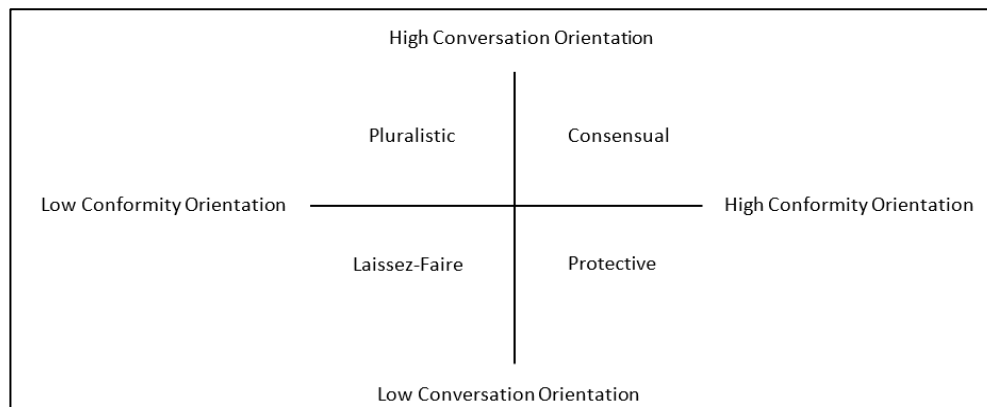 High Conversation Orientation
Pluralistic
Consensual
Low Conformity Orientation
High Conformity Orientation
Laissez-Faire
Protective
Low Conversation Orientation